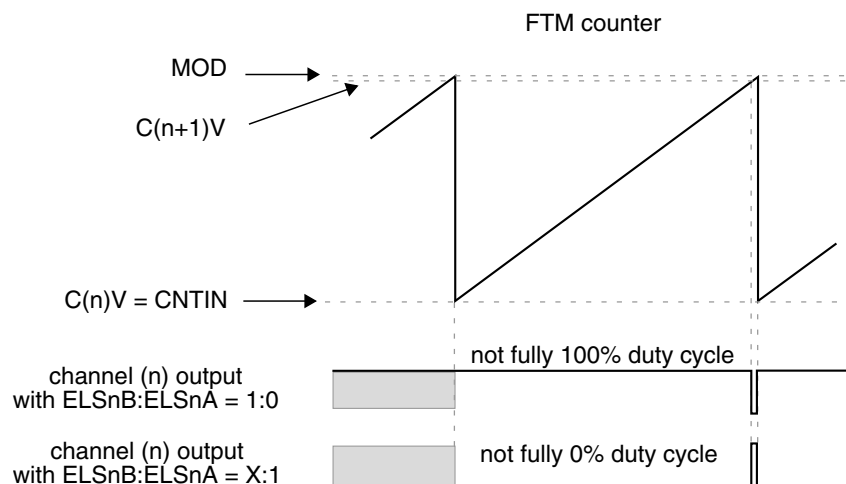 FTM counter
MOD
C(n+1)V
C(n)V = CNTIN
not fully 100% duty cycle
channel (n) output
with ELSnB:ELSnA = 1:0
channel (n) output
with ELSnB:ELSnA = X:1
not fully 0% duty cycle